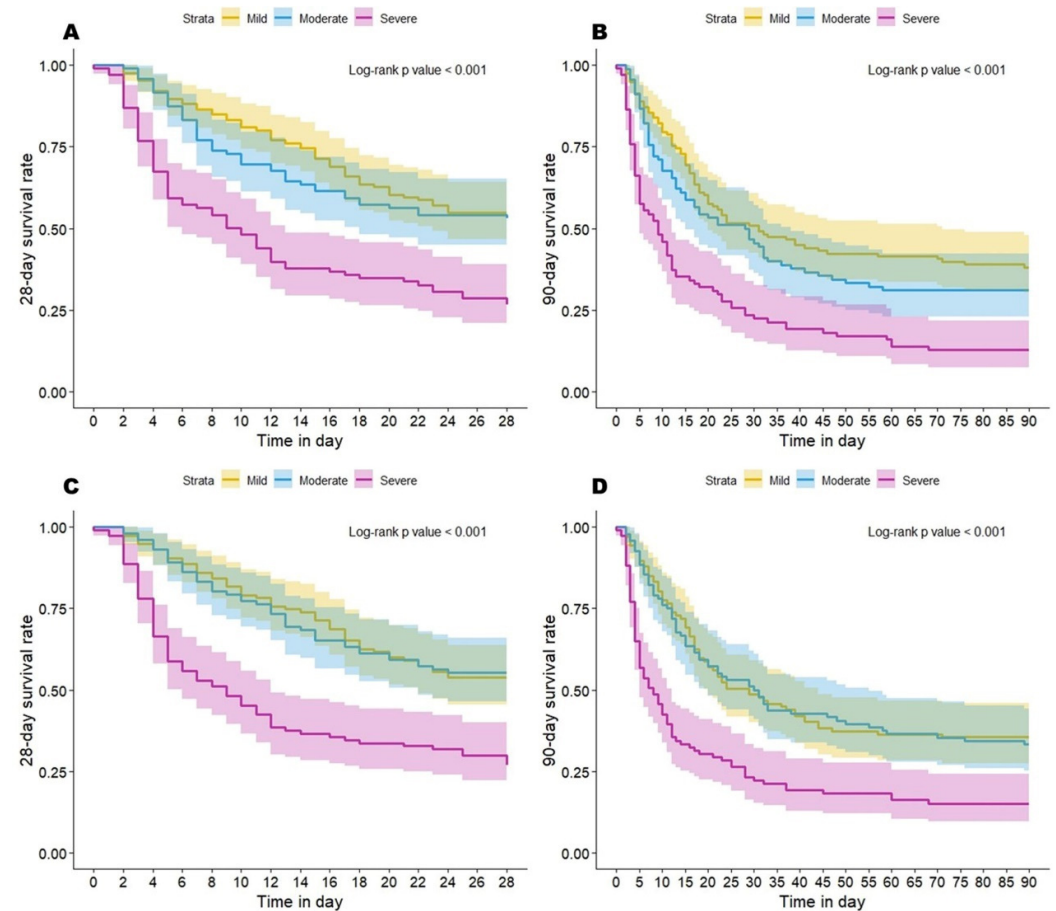 Strata Mild Moderate Severe
A
Log-rank p value < 0.001
28-day survival rate
1.00
0.75
0.50
0.25
0.00
0 2 4 6 8 10 12 14 16 18 20 22 24 26 28
Time in day
Strata Mild Moderate Severe
B
Log-rank p value < 0.001
90-day survival rate
1.00
0.75
0.50
0.25
0.00
0 5 10 15 20 25 30 35 40 45 50 55 60 65 70 75 80 85 90
Time in day
Strata Mild Moderate Severe
C
Log-rank p value < 0.001
28-day survival rate
1.00
0.75
0.50
0.25
0.00
0 2 4 6 8 10 12 14 16 18 20 22 24 26 28
Time in day
Strata Mild Moderate Severe
D
Log-rank p value < 0.001
90-day survival rate
1.00
0.75
0.50
0.25
0.00
0 5 10 15 20 25 30 35 40 45 50 55 60 65 70 75 80 85 90
Time in day